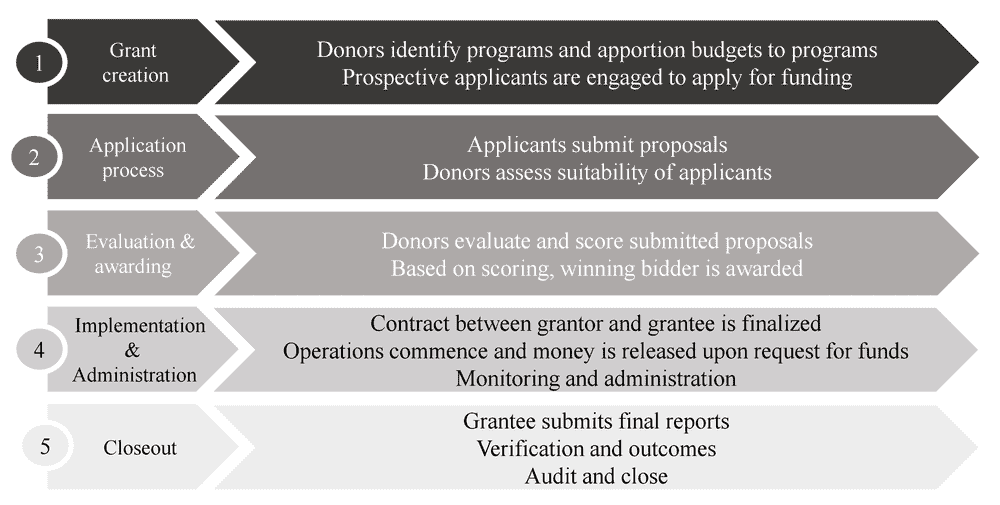 1
Grant
creation
Donors identify programs and apportion budgets to programs
Prospective applicants are engaged to apply for funding
2
Application
process
Applicants submit proposals
Donors assess suitability of applicants
3
Evaluation &
awarding
Donors evaluate and score submitted proposals
Based on scoring, winning bidder is awarded
4
Implementation
&
Administration
Contract between grantor and grantee is finalized
Operations commence and money is released upon request for funds
Monitoring and administration
5
Closeout
Grantee submits final reports
Verification and outcomes
Audit and close